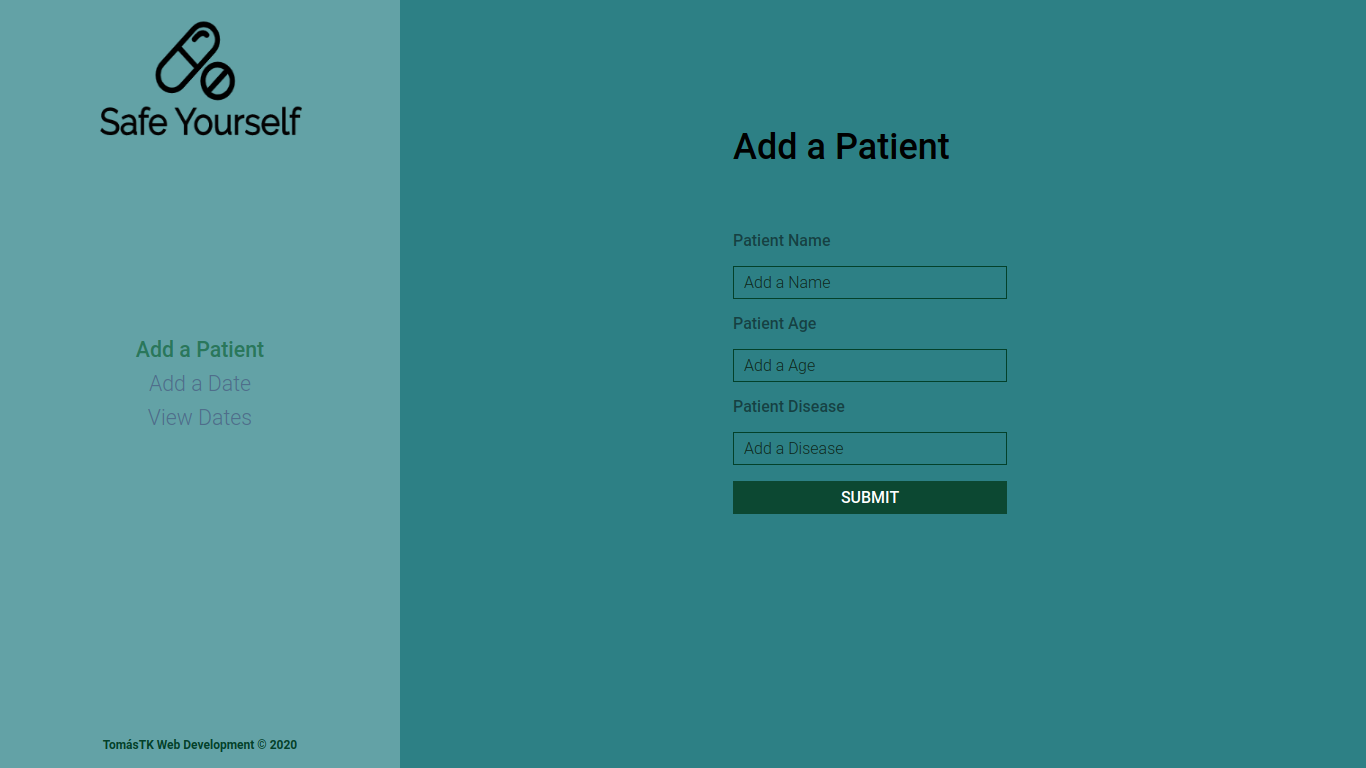 Safe Yourself
Add a Patient
Add a Date
View Dates
TomásTK Web Development © 2020
Add a Patient
Patient Name
Add a Name
Patient Age
Add a Age
Patient Disease
Add a Disease
SUBMIT